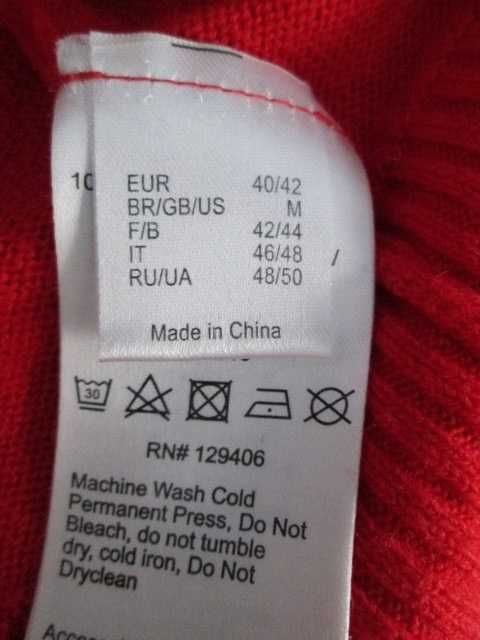 EUR 40/42
BR/GB/US M
F/B 42/44
IT 46/48
RU/UA 48/50
Made in China
30
RN# 129406
Machine Wash Cold
Permanent Press, Do Not
Bleach, do not tumble
dry, cold iron, Do Not
Dryclean